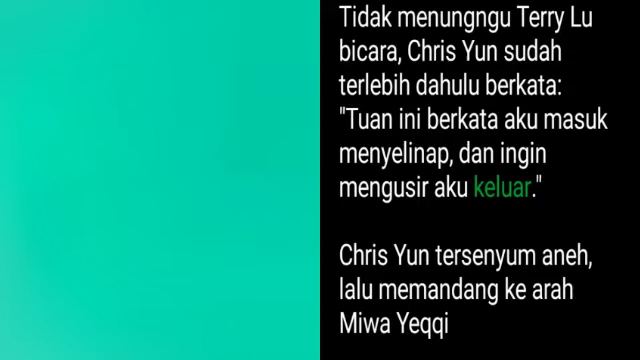 Tidak menungngu Terry Lu
bicara, Chris Yun sudah
terlebih dahulu berkata:
"Tuan ini berkata aku masuk
menyelinap, dan ingin
mengusir aku keluar."
Chris Yun tersenyum aneh,
lalu memandang ke arah
Miwa Yeqqi